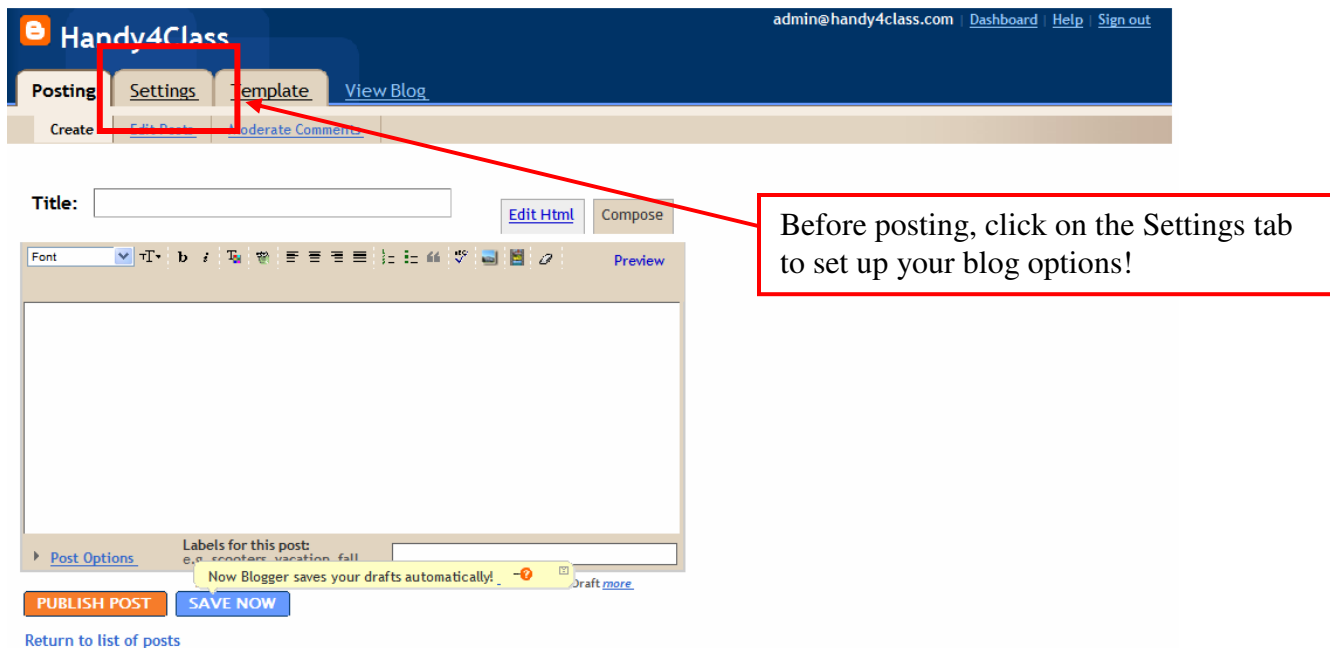 admin@handy4class.com | Dashboard | Help | Sign out
Handy4Class
Posting Settings Template View Blog
Create Edit Posts Moderate Comments
Title:
Edit Html Compose
Before posting, click on the Settings tab
to set up your blog options!
Font Preview
Post Options Labels for this post:
e.g. scooters, vacation, fall
Now Blogger saves your drafts automatically!
Draft more
PUBLISH POST SAVE NOW
Return to list of posts